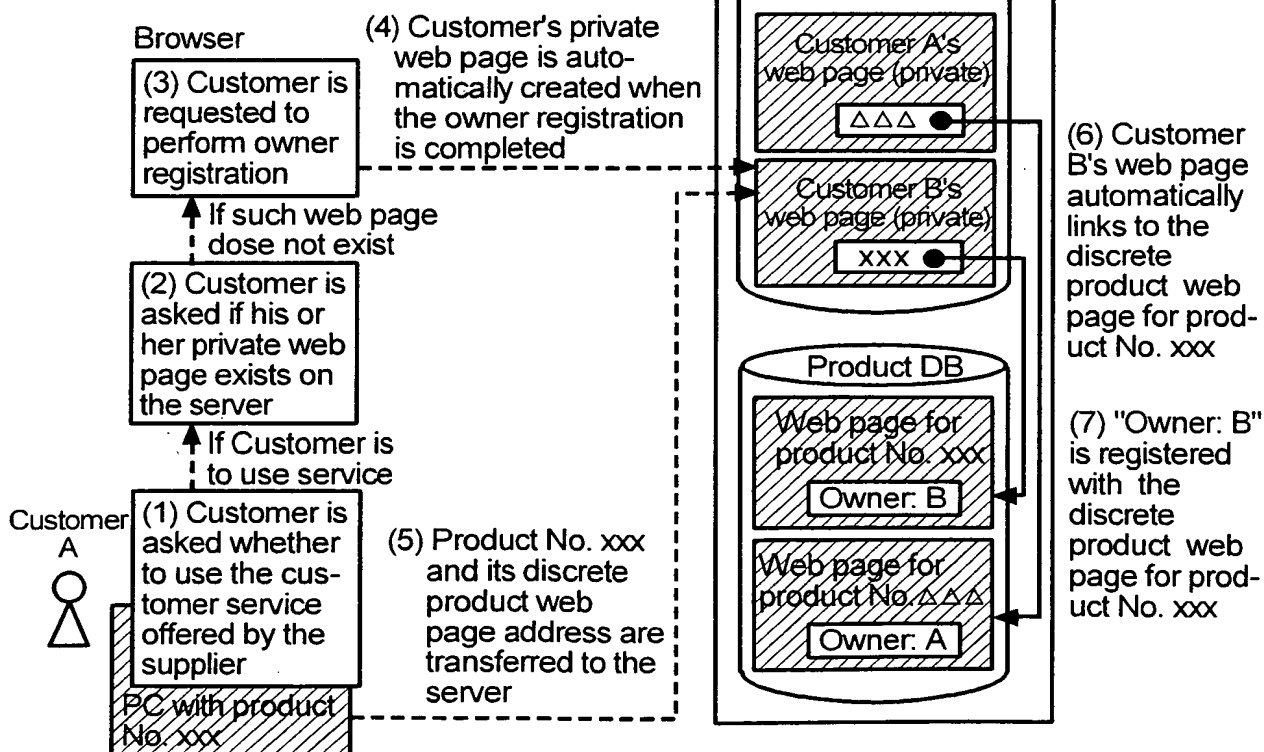 Browser
(3) Customer is
requested to
perform owner
registration
If such web page
dose not exist
(2) Customer is
asked if his or
her private web
page exists on
the server
If Customer is
to use service
Customer
A
(1) Customer is
asked whether
to use the cus-
tomer service
offered by the
supplier
PC with product
No. xxx
(4) Customer's private
web page is auto-
matically created when
the owner registration
is completed
(5) Product No. xxx
and its discrete
product web
page address are
transferred to the
server
Customer A's
web page (private)
△△△
Customer B's
web page (private)
xxx
Product DB
Web page for
product No. xxx
Owner: B
Web page for
product No.△△△
Owner: A
(6) Customer
B's web page
automatically
links to the
discrete
product web
page for prod-
uct No. xxx
(7) "Owner: B"
is registered
with the
discrete
product web
page for prod-
uct No. xxx